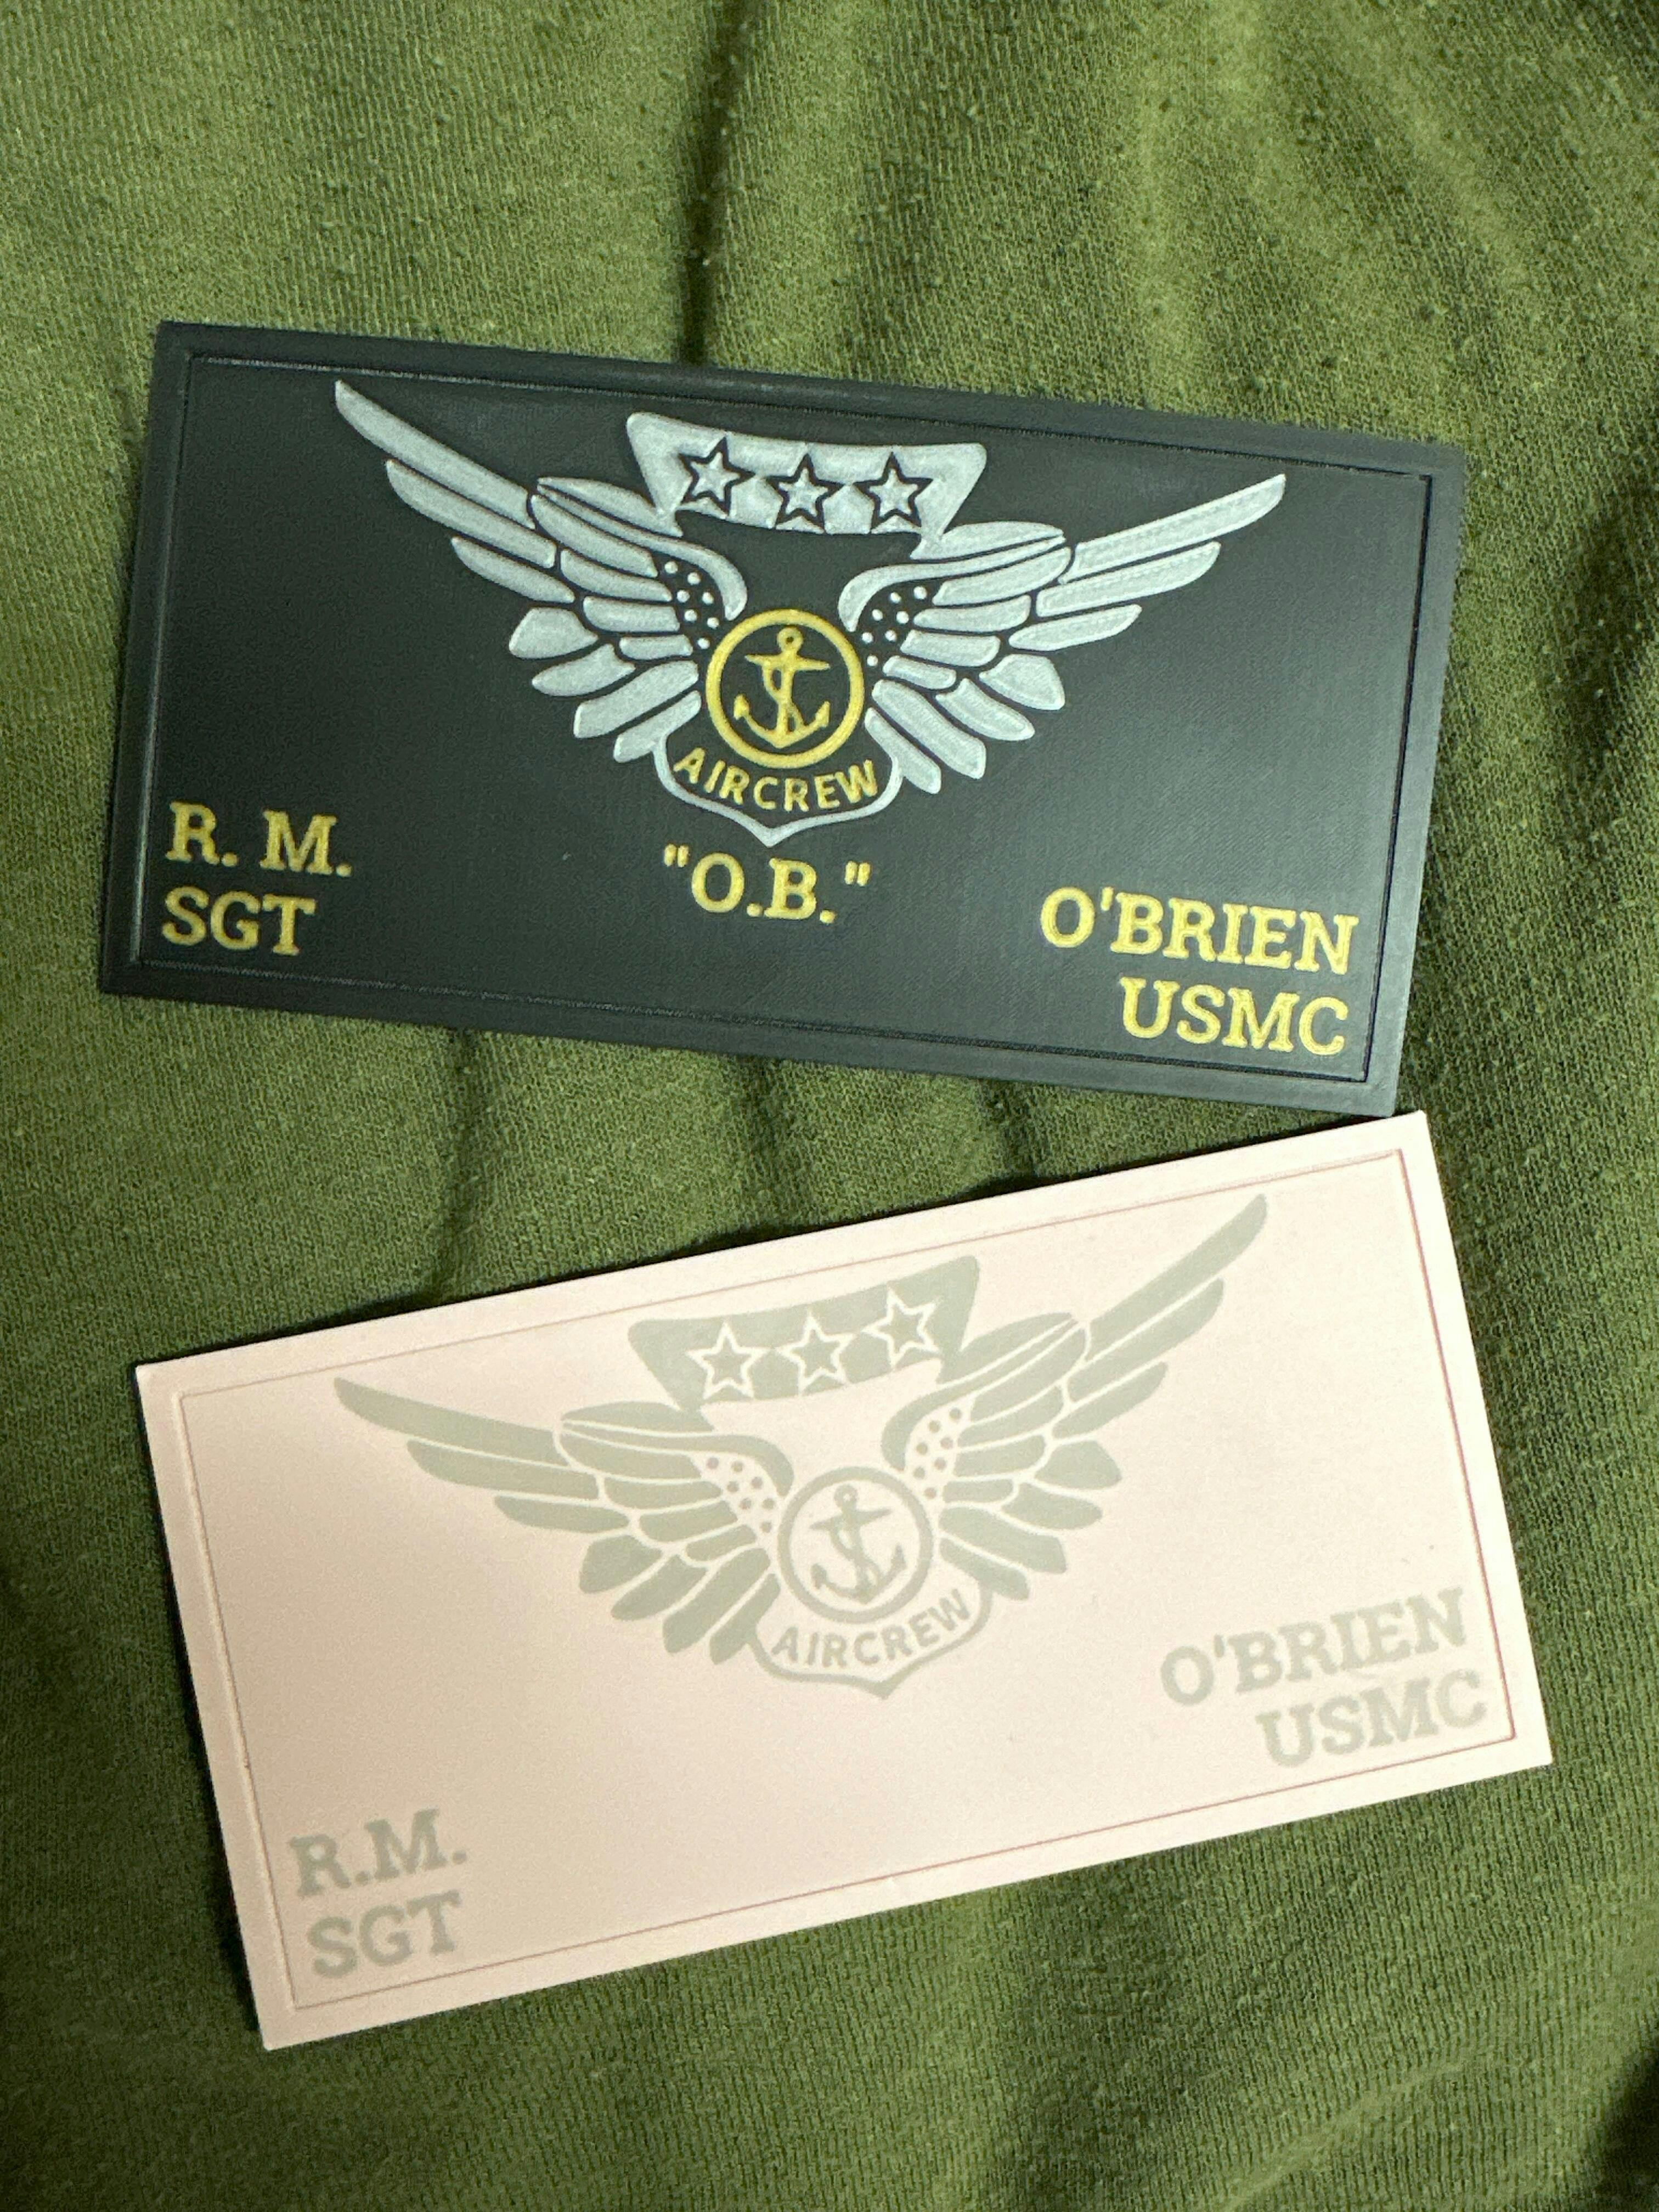 AIRCREW
R. M.
SGT
"O.B."
O'BRIEN
USMC
AIRCREW
O'BRIEN
USMC
R.M.
SGT